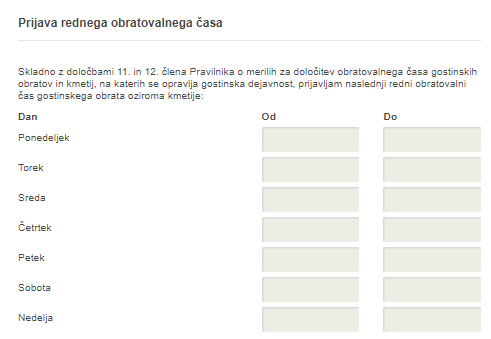 Prijava rednega obratovalnega časa
Skladno z določbami 11. in 12. člena Pravilnika o merilih za določitev obratovalnega časa gostinskih
obratov in kmetij, na katerih se opravlja gostinska dejavnost, prijavljam naslednji redni obratovalni
čas gostinskega obrata oziroma kmetije:
Dan Od Do
Ponedeljek
Torek
Sreda
Četrtek
Petek
Sobota
Nedelja